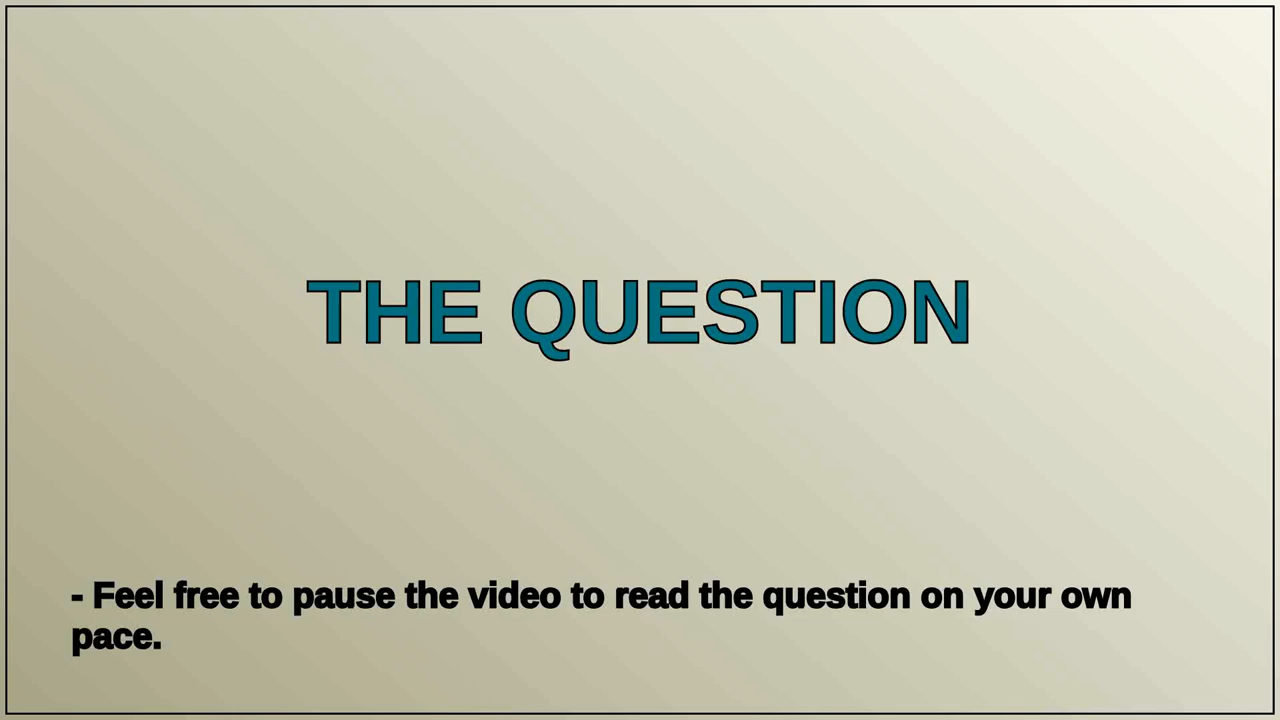 THE QUESTION
- Feel free to pause the video to read the question on your own
pace.